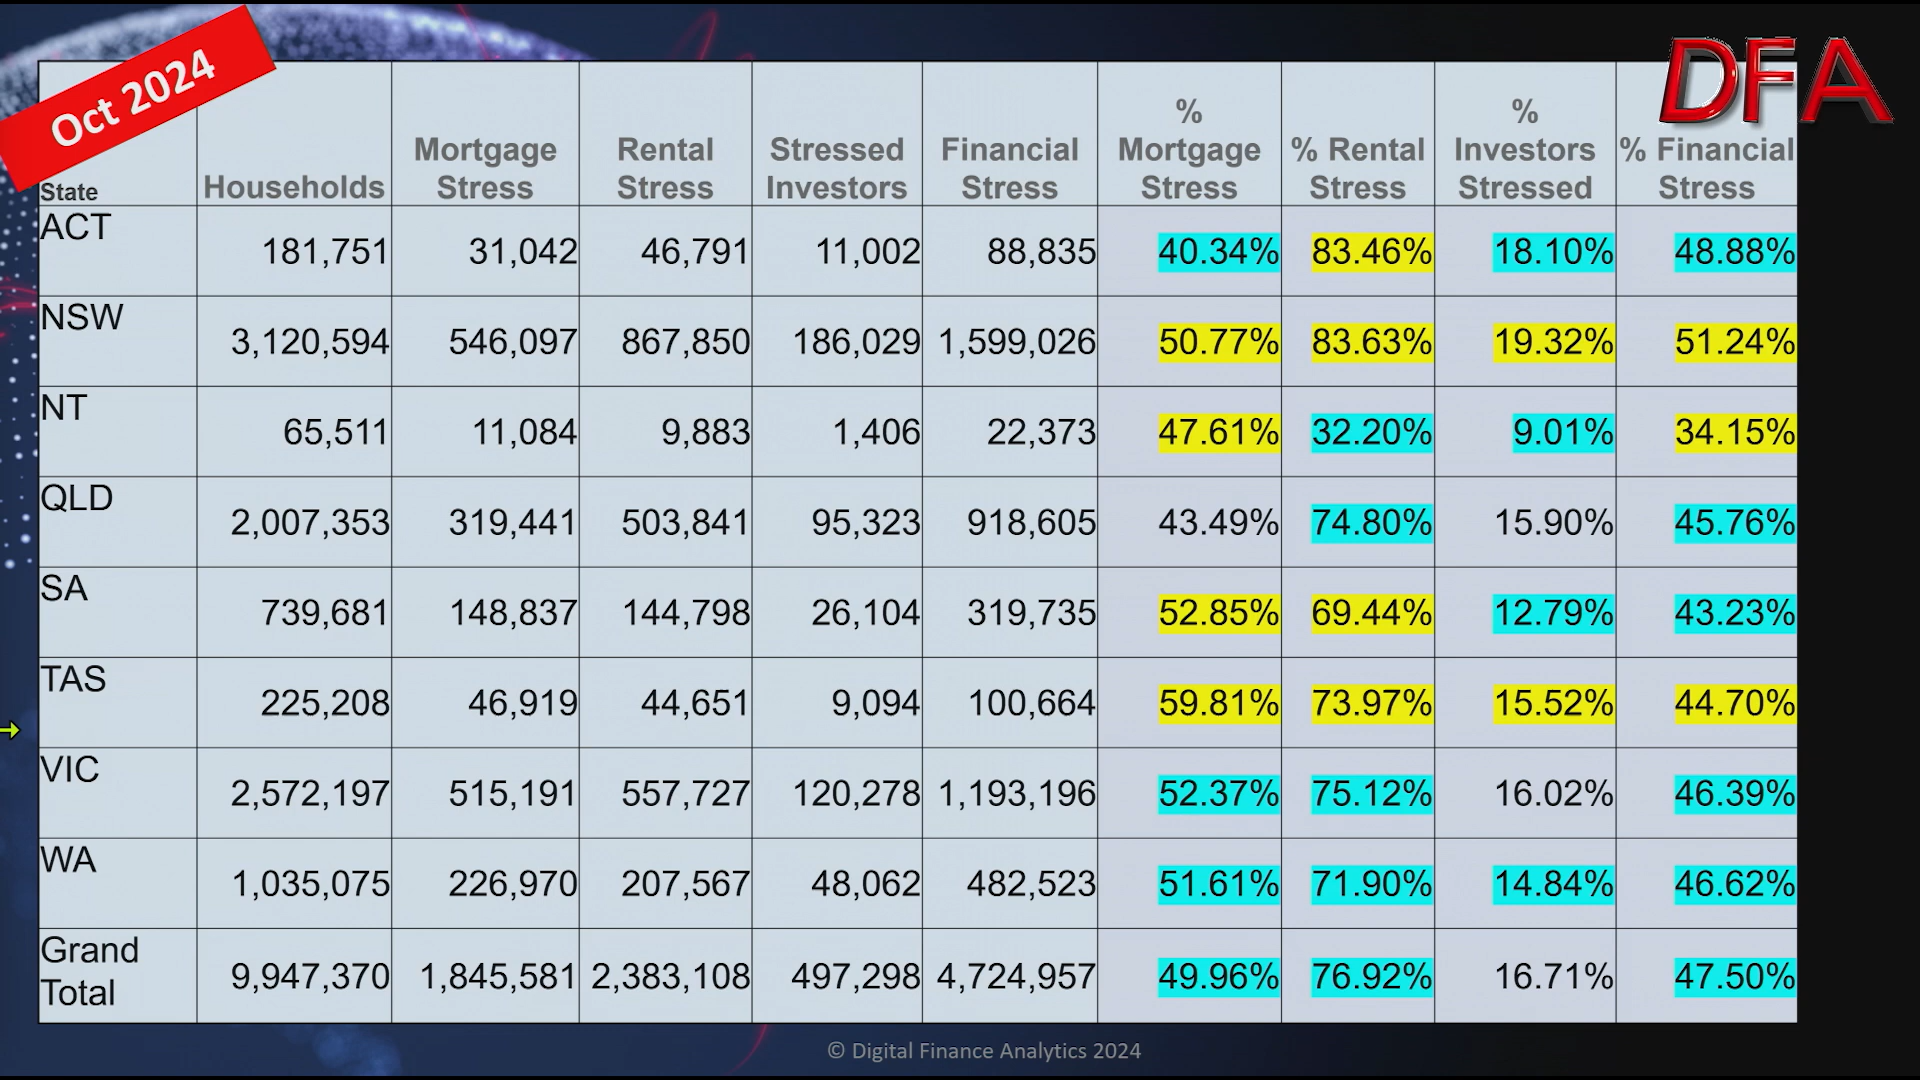 Oct 2024
DFA
State Households Mortgage Stress Rental Stress Stressed Investors Financial Stress % Mortgage Stress % Rental Stress % Investors Stressed % Financial Stress
ACT 181,751 31,042 46,791 11,002 88,835 40.34% 83.46% 18.10% 48.88%
NSW 3,120,594 546,097 867,850 186,029 1,599,026 50.77% 83.63% 19.32% 51.24%
NT 65,511 11,084 9,883 1,406 22,373 47.61% 32.20% 9.01% 34.15%
QLD 2,007,353 319,441 503,841 95,323 918,605 43.49% 74.80% 15.90% 45.76%
SA 739,681 148,837 144,798 26,104 319,735 52.85% 69.44% 12.79% 43.23%
TAS 225,208 46,919 44,651 9,094 100,664 59.81% 73.97% 15.52% 44.70%
VIC 2,572,197 515,191 557,727 120,278 1,193,196 52.37% 75.12% 16.02% 46.39%
WA 1,035,075 226,970 207,567 48,062 482,523 51.61% 71.90% 14.84% 46.62%
Grand Total 9,947,370 1,845,581 2,383,108 497,298 4,724,957 49.96% 76.92% 16.71% 47.50%
© Digital Finance Analytics 2024